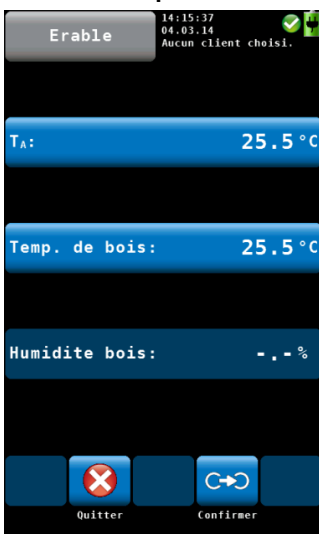 Erable
14:15:37
04.03.14
Aucun client choisi.
TA: 25.5 °C
Temp. de bois: 25.5 °C
Humidite bois: -.- %
Quitter Confirmer